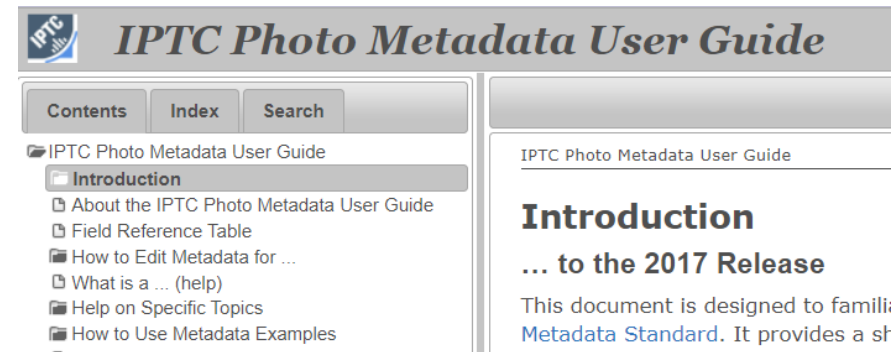 IPTC
IPTC Photo Metadata User Guide
Contents Index Search
IPTC Photo Metadata User Guide
Introduction
About the IPTC Photo Metadata User Guide
Field Reference Table
How to Edit Metadata for ...
What is a ... (help)
Help on Specific Topics
How to Use Metadata Examples
IPTC Photo Metadata User Guide
Introduction
... to the 2017 Release
This document is designed to
Metadata Standard. It provides a